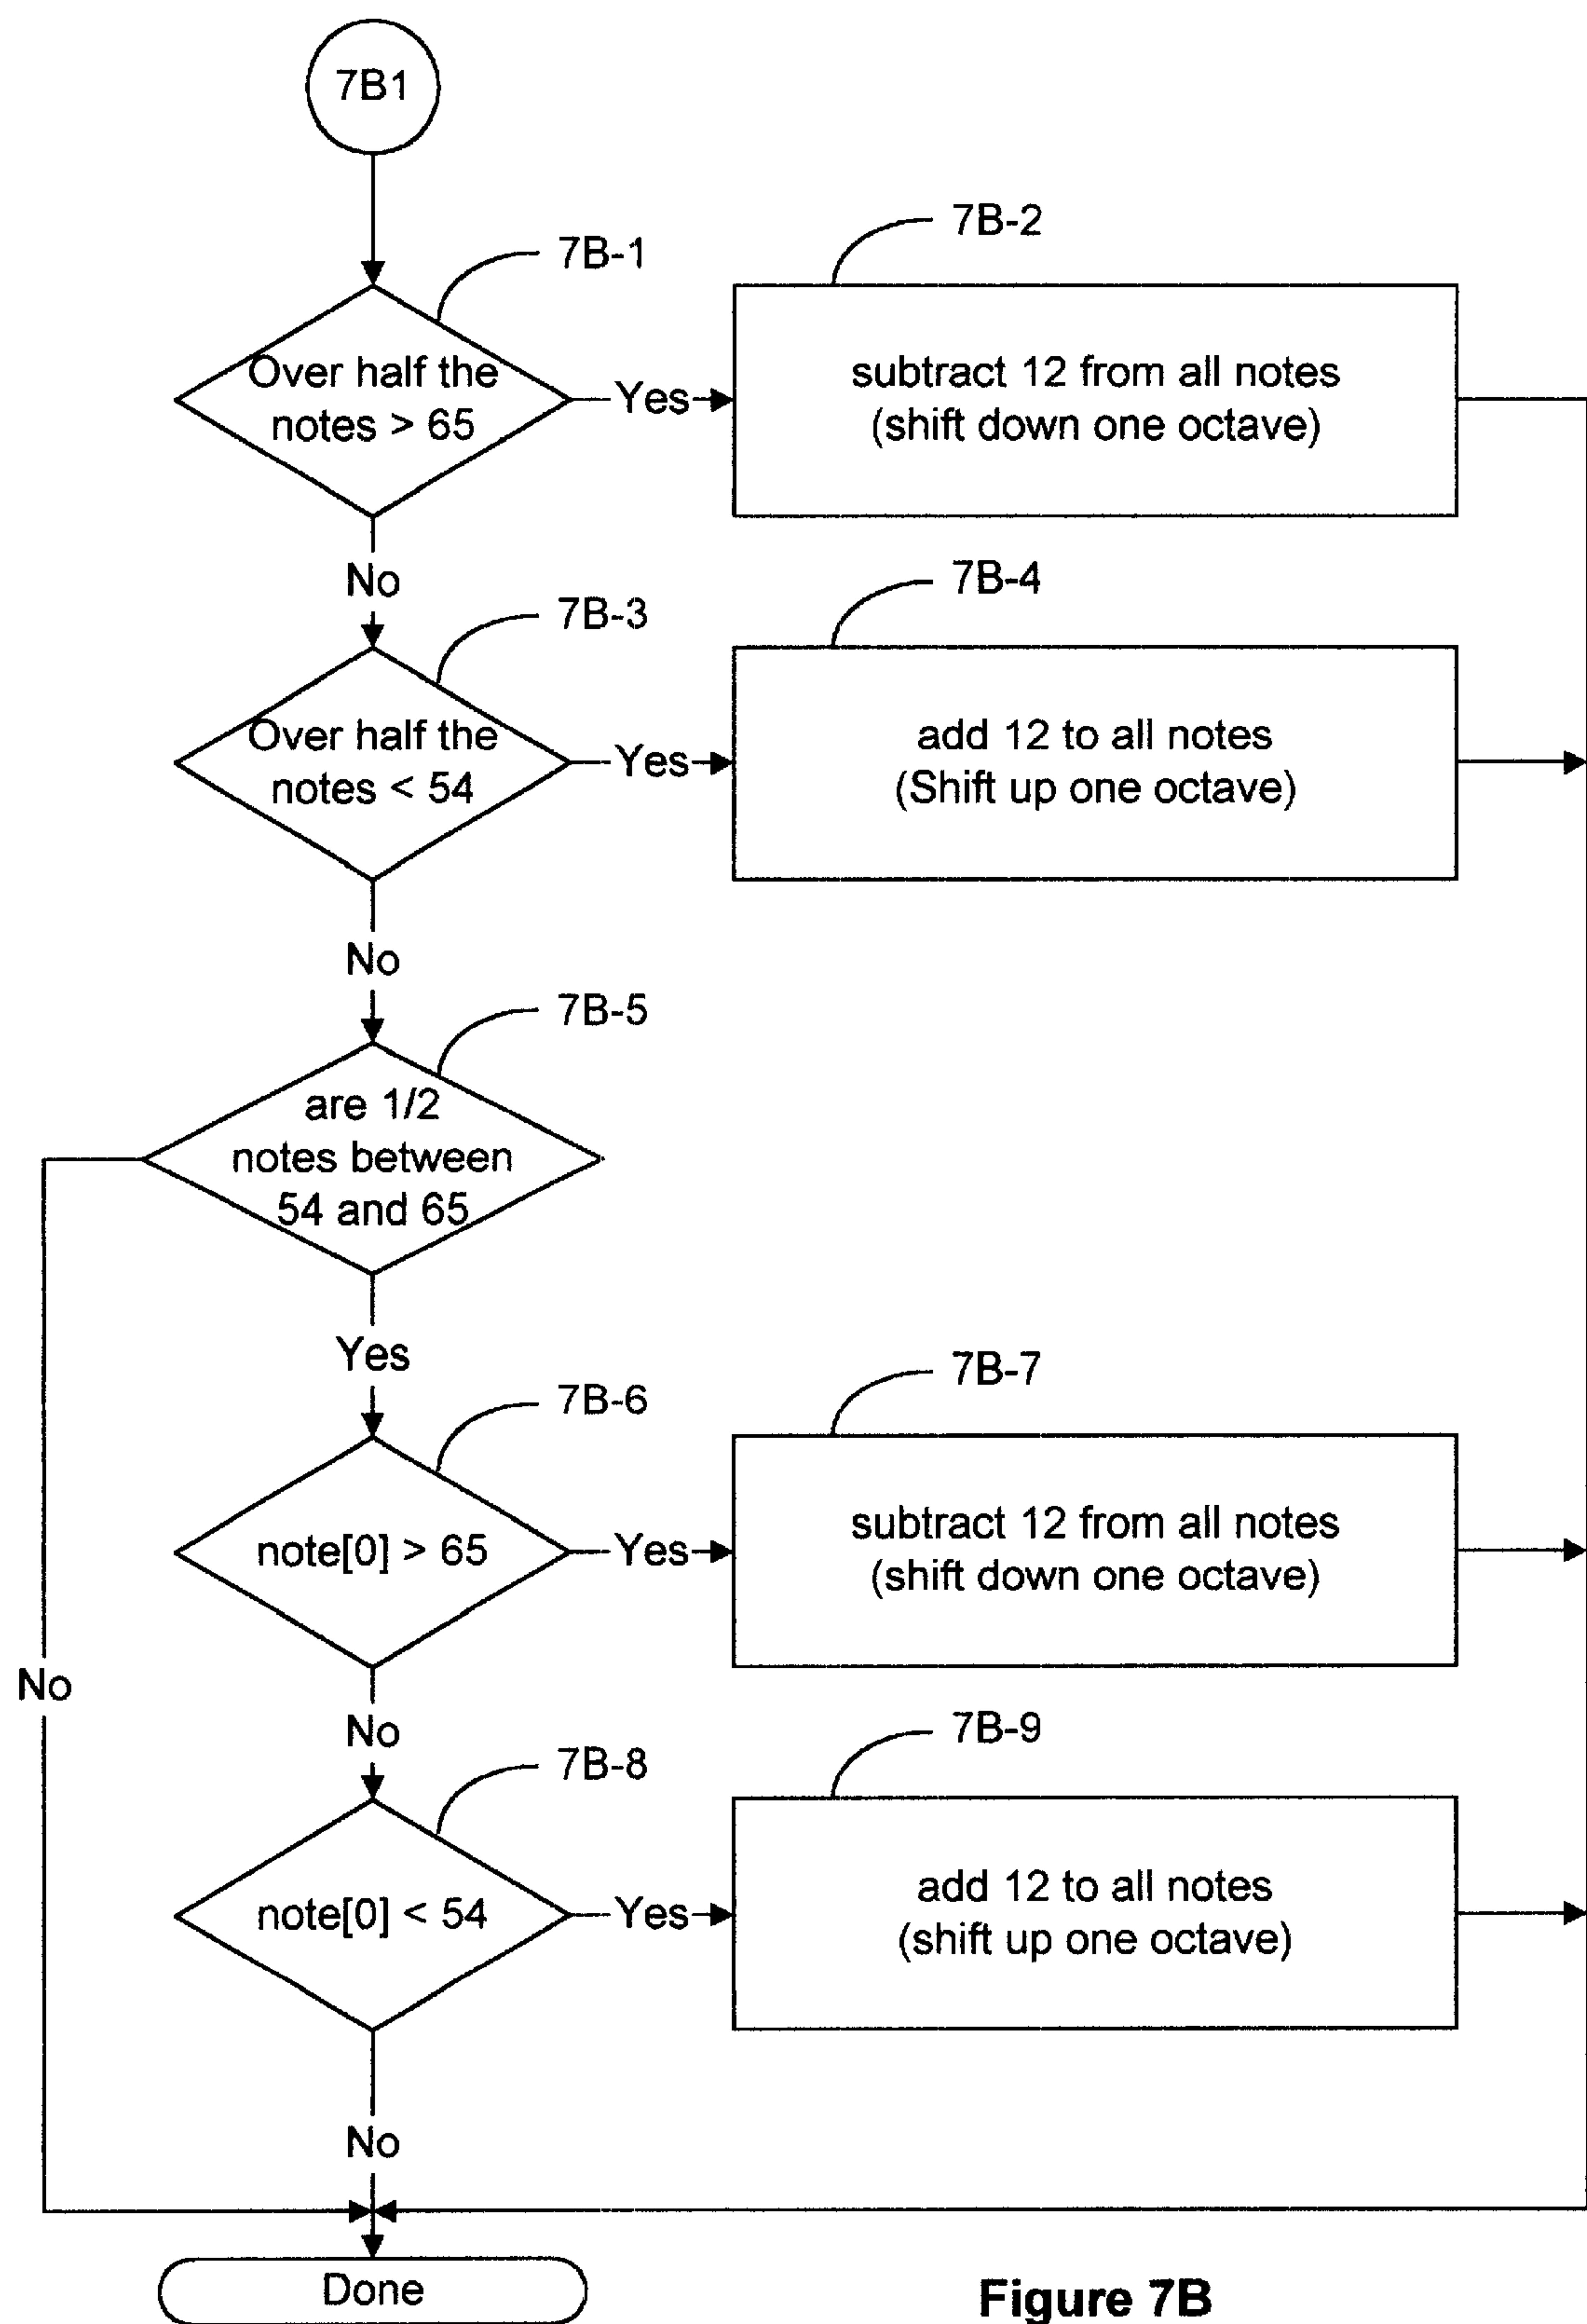 7B1
7B-1
7B-2
Over half the
notes > 65
Yes
subtract 12 from all notes
(shift down one octave)
No
7B-3
7B-4
Over half the
notes < 54
Yes
add 12 to all notes
(Shift up one octave)
No
7B-5
are 1/2
notes between
54 and 65
Yes
7B-6
7B-7
note[0] > 65
Yes
subtract 12 from all notes
(shift down one octave)
No
No
7B-8
7B-9
note[0] < 54
Yes
add 12 to all notes
(shift up one octave)
No
Done
Figure 7B